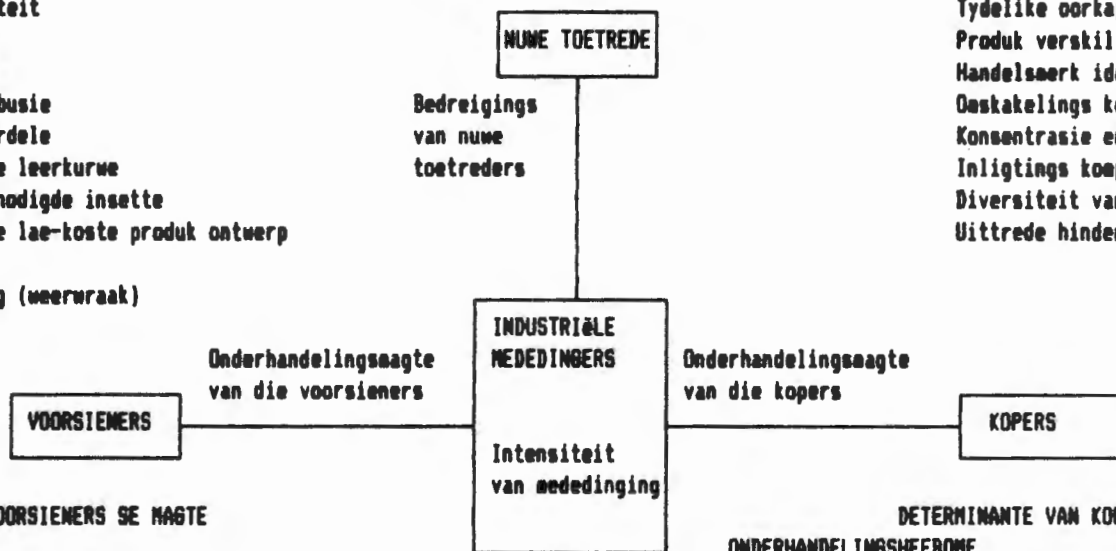 teit
busie
rdele
e leerkurwe
nodigde insette
e lae-koste produk ontwerp
g (weerwraak)
NUWE TOETREDE
Bedreigings
van nuwe
toetreders
Tydelike oorka
Produk verskil
Handelsmerk ide
Omskakelings k
Konsentrasie e
Inligtings komp
Diversiteit va
Uittrede hinde
INDUSTRIëLE
MEDEDINGERS
Intensiteit
van mededinging
Onderhandelingsmagte
van die voorsieners
VOORSIENERS
Onderhandelingsmagte
van die kopers
KOPERS
OORSIENERS SE MAGTE
DETERMINANTE VAN KO
ONDERHANDELINGSHEFBOME